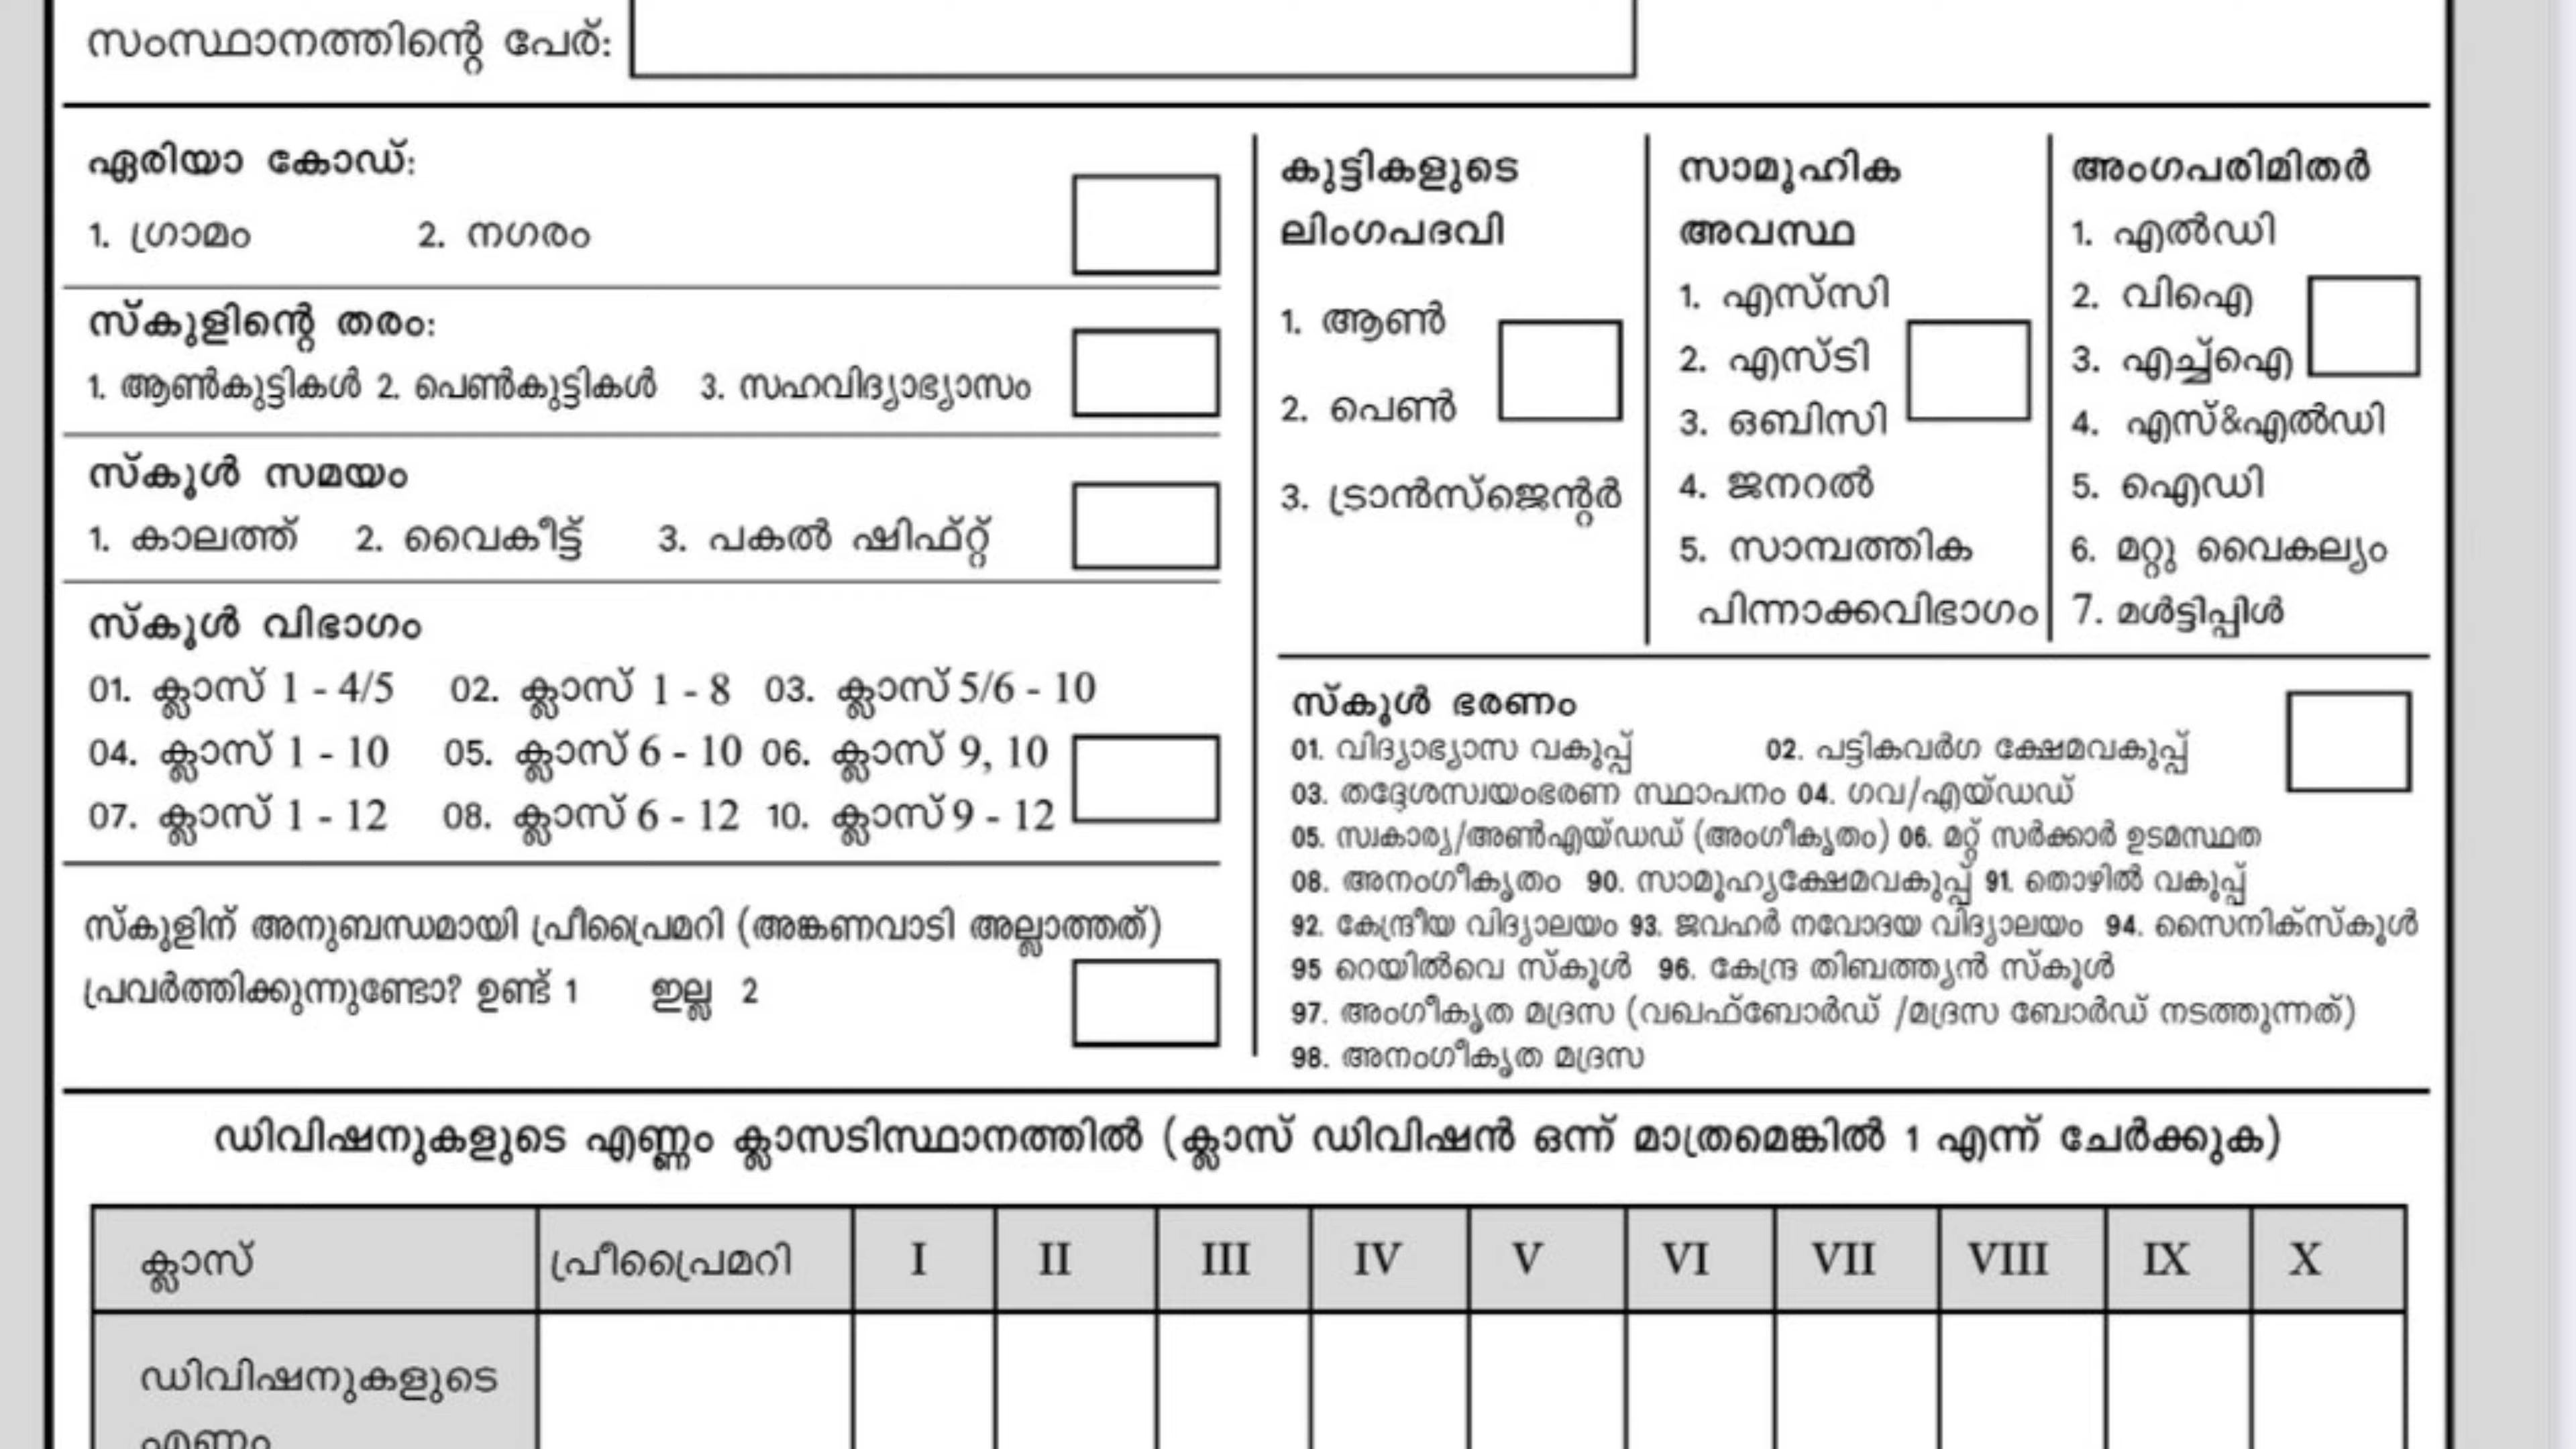 സംസ്ഥാനത്തിന്റെ പേര്:
ഏരിയാ കോഡ്:
1. ഗ്രാമം 2. നഗരം
സ്കൂളിന്റെ തരം:
1. ആൺകുട്ടികൾ 2. പെൺകുട്ടികൾ 3. സഹവിദ്യാഭ്യാസം
സ്കൂൾ സമയം
1. കാലത്ത് 2. വൈകീട്ട് 3. പകൽ ഷിഫ്റ്റ്
സ്കൂൾ വിഭാഗം
01. ക്ലാസ് 1 - 4/5 02. ക്ലാസ് 1 - 8 03. ക്ലാസ് 5/6 - 10
04. ക്ലാസ് 1 - 10 05. ക്ലാസ് 6 - 10 06. ക്ലാസ് 9, 10
07. ക്ലാസ് 1 - 12 08. ക്ലാസ് 6 - 12 10. ക്ലാസ് 9 - 12
സ്കൂളിന് അനുബന്ധമായി പ്രീപ്രൈമറി (അങ്കണവാടി അല്ലാത്തത്)
പ്രവർത്തിക്കുന്നുണ്ടോ? ഉണ്ട് 1 ഇല്ല 2
കുട്ടികളുടെ
ലിംഗപദവി
1. ആൺ
2. പെൺ
3. ട്രാൻസ്ജെന്റർ
സാമൂഹിക
അവസ്ഥ
1. എസ്‌സി
2. എസ്ടി
3. ഒബിസി
4. ജനറൽ
5. സാമ്പത്തിക
പിന്നാക്കവിഭാഗം
അംഗപരിമിതർ
1. എൽഡി
2. വിഐ
3. എച്ച്ഐ
4. എസ്&എൽഡി
5. ഐഡി
6. മറ്റു വൈകല്യം
7. മൾട്ടിപ്പിൾ
സ്കൂൾ ഭരണം
01. വിദ്യാഭ്യാസ വകുപ്പ് 02. പട്ടികവർഗ ക്ഷേമവകുപ്പ്
03. തദ്ദേശസ്വയംഭരണ സ്ഥാപനം 04. ഗവ/എയ്ഡഡ്
05. സ്വകാര്യ/അൺഎയ്ഡഡ് (അംഗീകൃതം) 06. മറ്റ് സർക്കാർ ഉടമസ്ഥത
08. അനംഗീകൃതം 90. സാമൂഹ്യക്ഷേമവകുപ്പ് 91. തൊഴിൽ വകുപ്പ്
92. കേന്ദ്രീയ വിദ്യാലയം 93. ജവഹർ നവോദയ വിദ്യാലയം 94. സൈനിക്സ്കൂൾ
95 റെയിൽവെ സ്കൂൾ 96. കേന്ദ്ര തിബത്ത്യൻ സ്കൂൾ
97. അംഗീകൃത മദ്രസ (വഖഫ്ബോർഡ് /മദ്രസ ബോർഡ് നടത്തുന്നത്)
98. അനംഗീകൃത മദ്രസ
ഡിവിഷനുകളുടെ എണ്ണം ക്ലാസടിസ്ഥാനത്തിൽ (ക്ലാസ് ഡിവിഷൻ ഒന്ന് മാത്രമെങ്കിൽ 1 എന്ന് ചേർക്കുക)
ക്ലാസ് പ്രീപ്രൈമറി I II III IV V VI VII VIII IX X
ഡിവിഷനുകളുടെ
എണ്ണം